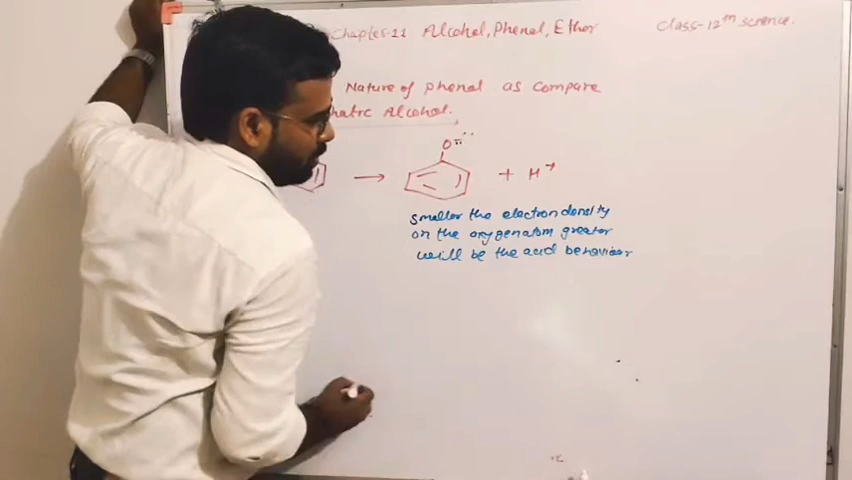 Chapter-11 Alcohol, Phenol, Ether
Class-12th science.
Nature of phenol as compare
Alcohol.
O
→ + H+
smaller the electron density
on the oxygen atom greater
will be the acid behaviour